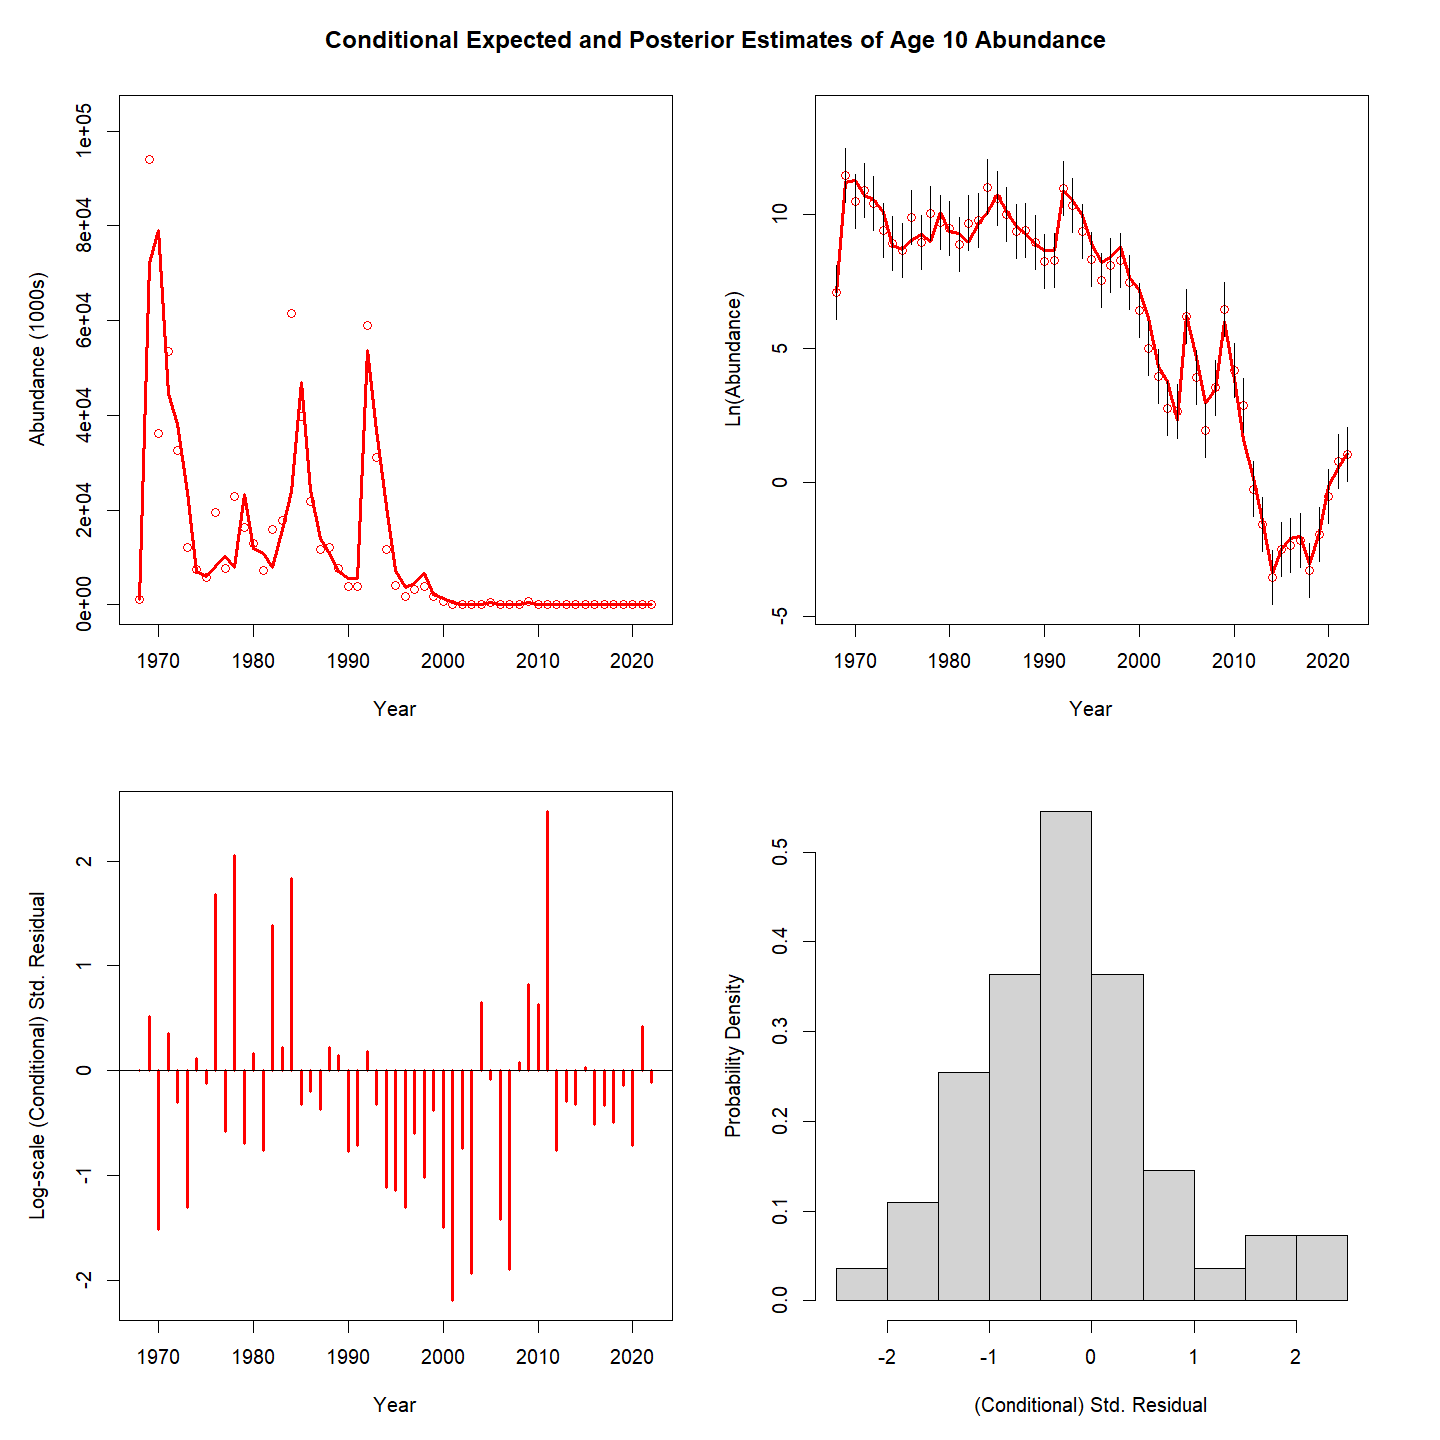 Conditional Expected and Posterior Estimates of Age 10 Abundance
Abundance (1000s)
1e+05
8e+04
6e+04
4e+04
2e+04
0e+00
1970 1980 1990 2000 2010 2020
Year
Ln(Abundance)
10
5
0
-5
1970 1980 1990 2000 2010 2020
Year
Log-scale (Conditional) Std. Residual
2
1
0
-1
-2
1970 1980 1990 2000 2010 2020
Year
Probability Density
0.5
0.4
0.3
0.2
0.1
0.0
-2 -1 0 1 2
(Conditional) Std. Residual